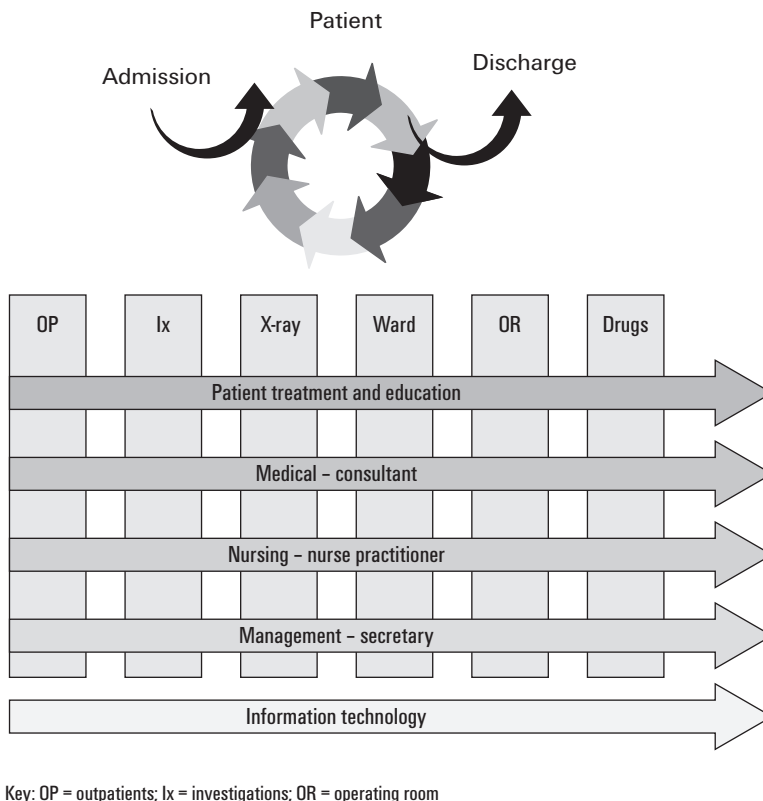 Patient
Admission
Discharge
OP Ix X-ray Ward OR Drugs
Patient treatment and education
Medical – consultant
Nursing – nurse practitioner
Management – secretary
Information technology
Key: OP = outpatients; Ix = investigations; OR = operating room